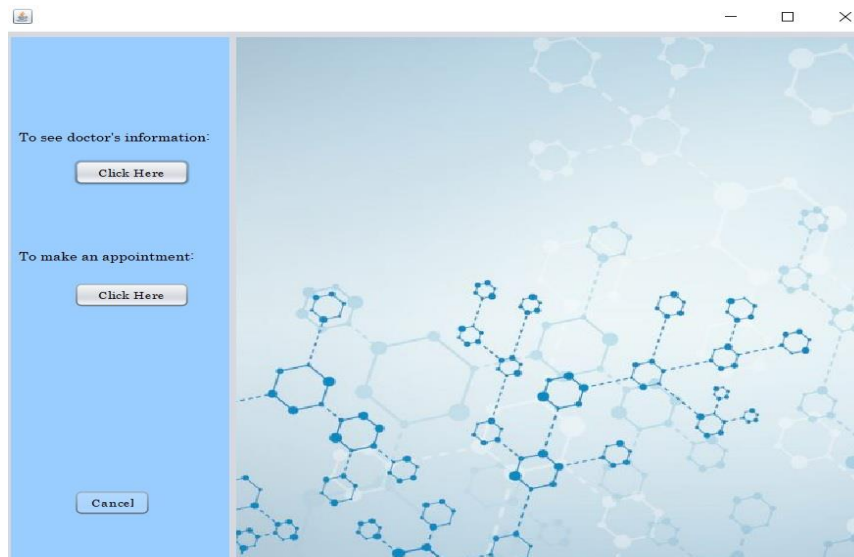 To see doctor's information:
Click Here
To make an appointment:
Click Here
Cancel